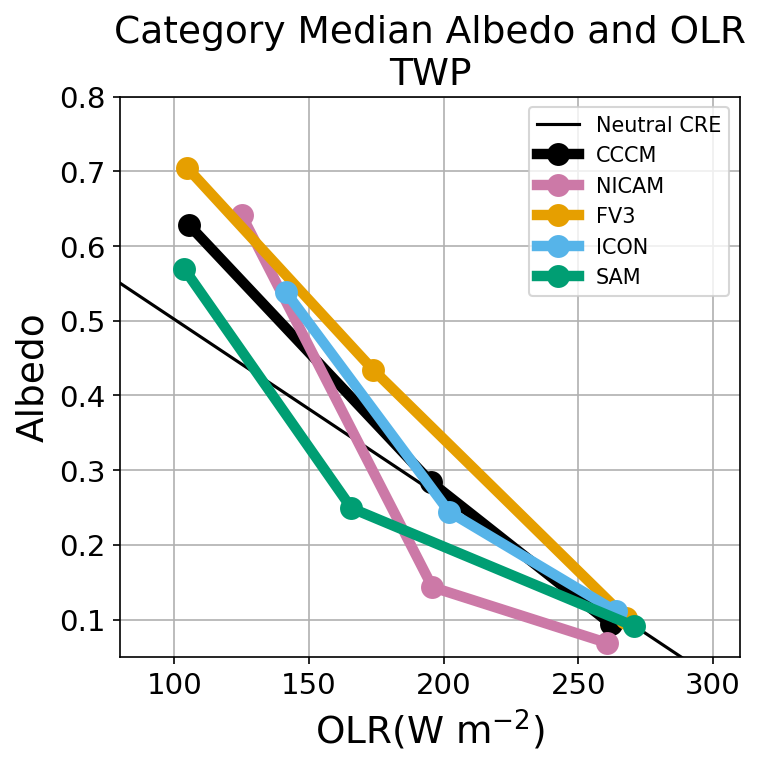 Category Median Albedo and OLR
TWP
0.8
0.7
0.6
0.5
0.4
0.3
0.2
0.1
Albedo
Neutral CRE
CCCM
NICAM
FV3
ICON
SAM
100
150
200
250
300
OLR(W m⁻²)